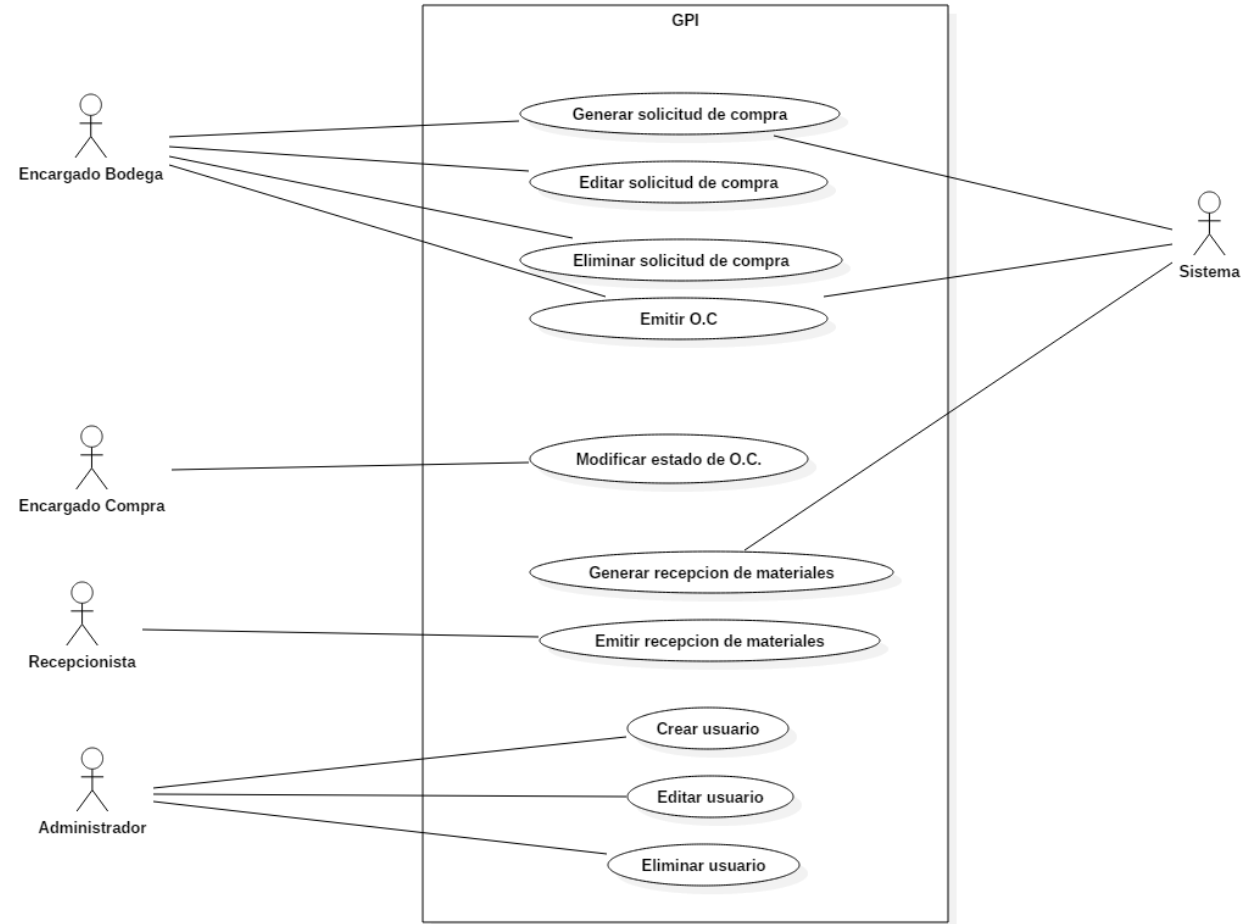 GPI
Generar solicitud de compra
Encargado Bodega
Editar solicitud de compra
Eliminar solicitud de compra
Sistema
Emitir O.C
Modificar estado de O.C.
Encargado Compra
Generar recepcion de materiales
Emitir recepcion de materiales
Recepcionista
Crear usuario
Editar usuario
Administrador
Eliminar usuario